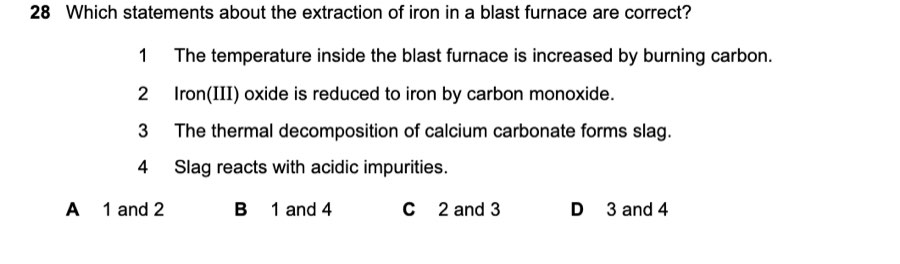 28 Which statements about the extraction of iron in a blast furnace are correct?
1 The temperature inside the blast furnace is increased by burning carbon.
2 Iron(III) oxide is reduced to iron by carbon monoxide.
3 The thermal decomposition of calcium carbonate forms slag.
4 Slag reacts with acidic impurities.
A 1 and 2 B 1 and 4 C 2 and 3 D 3 and 4